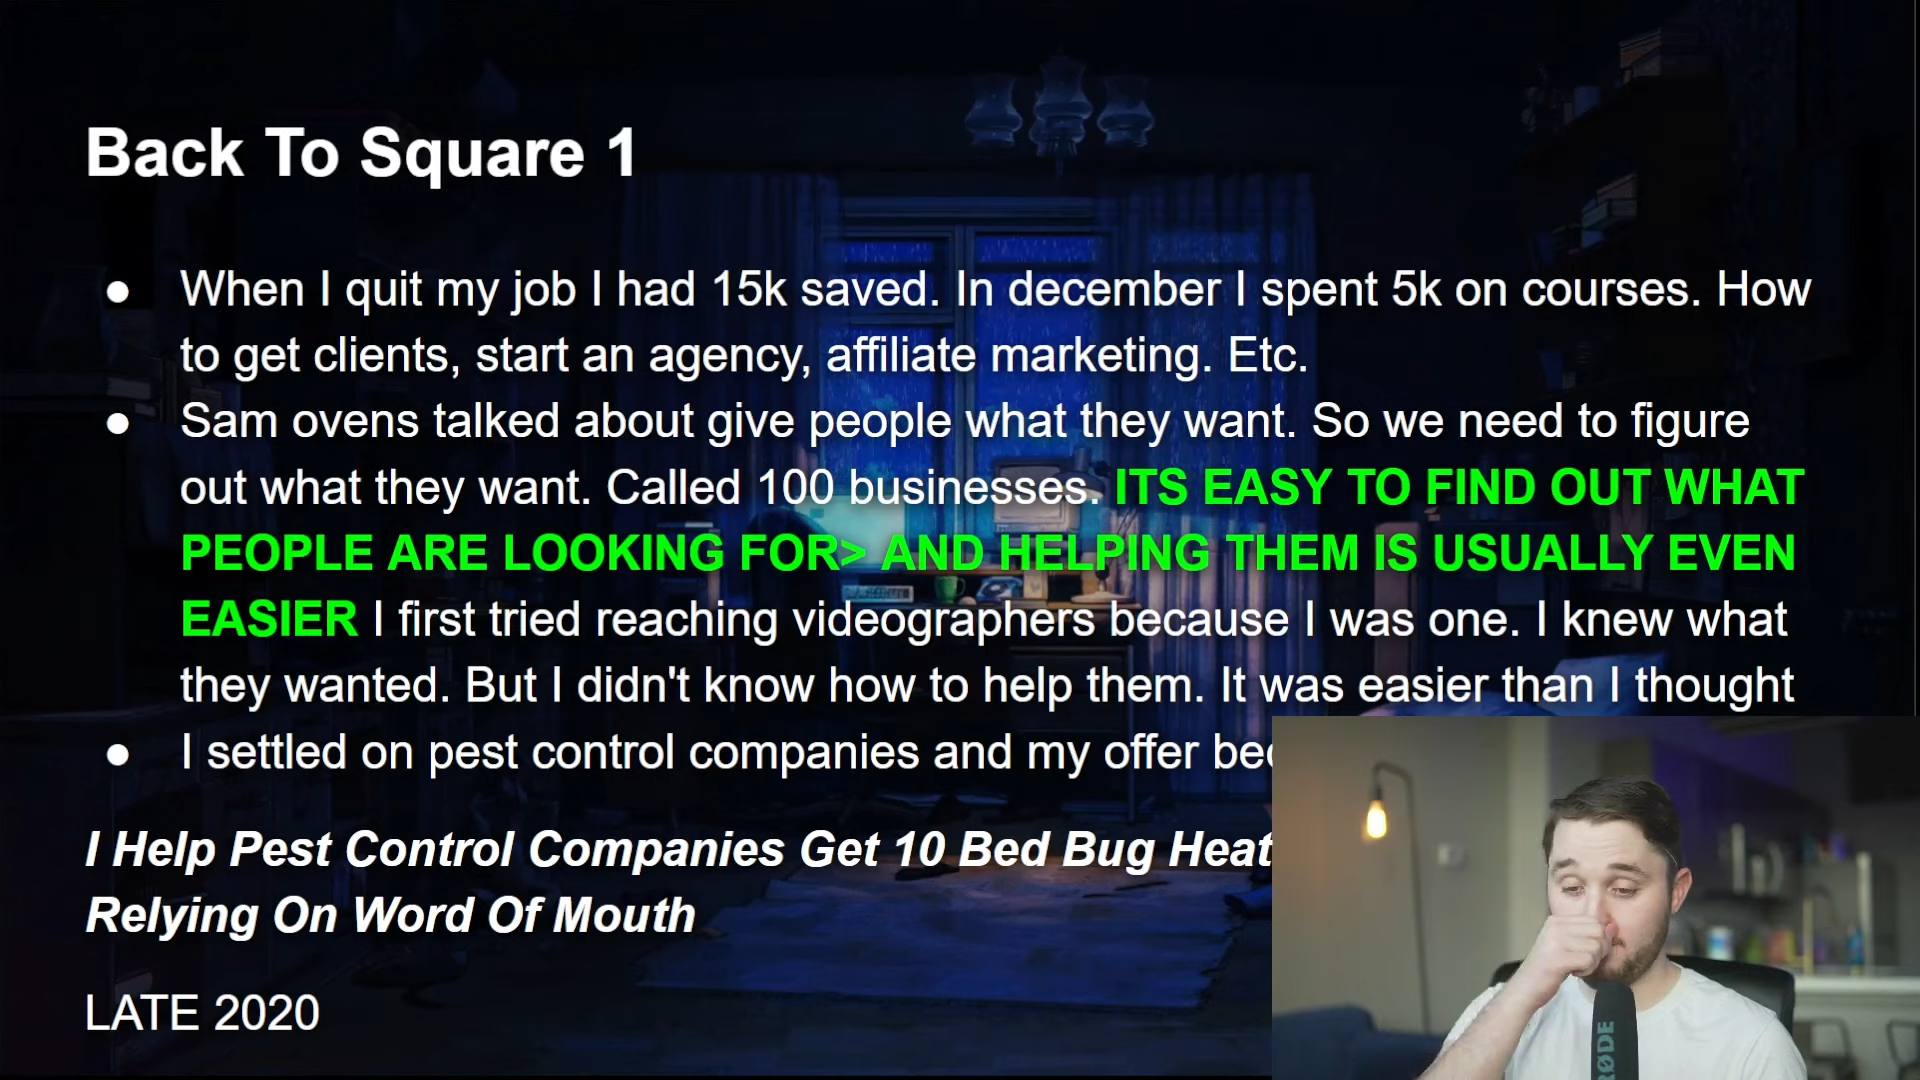 Back To Square 1
● When I quit my job I had 15k saved. In december I spent 5k on courses. How
to get clients, start an agency, affiliate marketing. Etc.
● Sam ovens talked about give people what they want. So we need to figure
out what they want. Called 100 businesses. ITS EASY TO FIND OUT WHAT
PEOPLE ARE LOOKING FOR> AND HELPING THEM IS USUALLY EVEN
EASIER I first tried reaching videographers because I was one. I knew what
they wanted. But I didn't know how to help them. It was easier than I thought
● I settled on pest control companies and my offer
I Help Pest Control Companies Get 10 Bed Bug Heat
Relying On Word Of Mouth
LATE 2020
RØDE